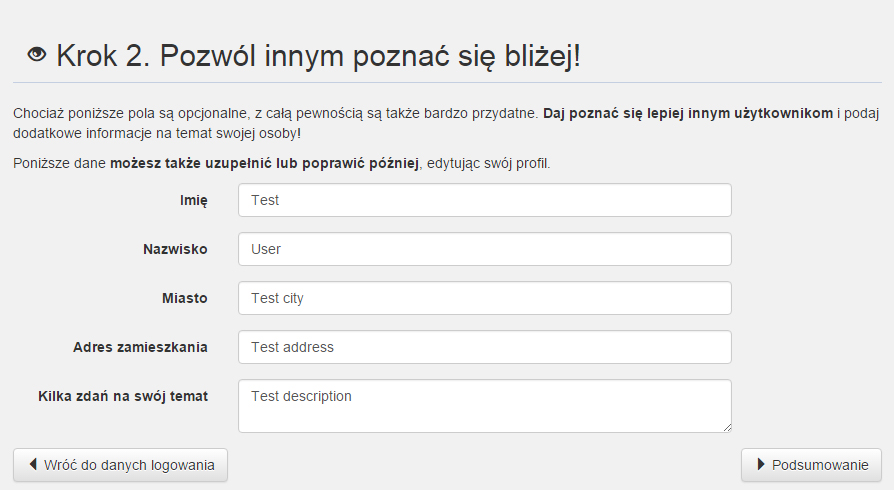 Krok 2. Pozwól innym poznać się bliżej!
Chociaż poniższe pola są opcjonalne, z całą pewnością są także bardzo przydatne. Daj poznać się lepiej innym użytkownikom i podaj
dodatkowe informacje na temat swojej osoby!
Poniższe dane możesz także uzupełnić lub poprawić później, edytując swój profil.
Imię Test
Nazwisko User
Miasto Test city
Adres zamieszkania Test address
Kilka zdań na swój temat Test description
Wróć do danych logowania Podsumowanie